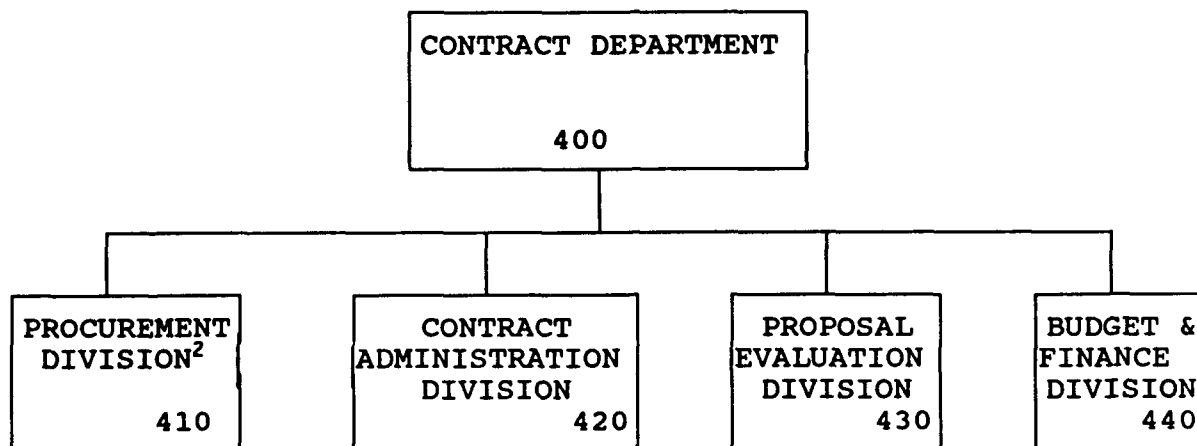 CONTRACT DEPARTMENT
400
PROCUREMENT
DIVISION²
410
CONTRACT
ADMINISTRATION
DIVISION
420
PROPOSAL
EVALUATION
DIVISION
430
BUDGET &
FINANCE
DIVISION
440